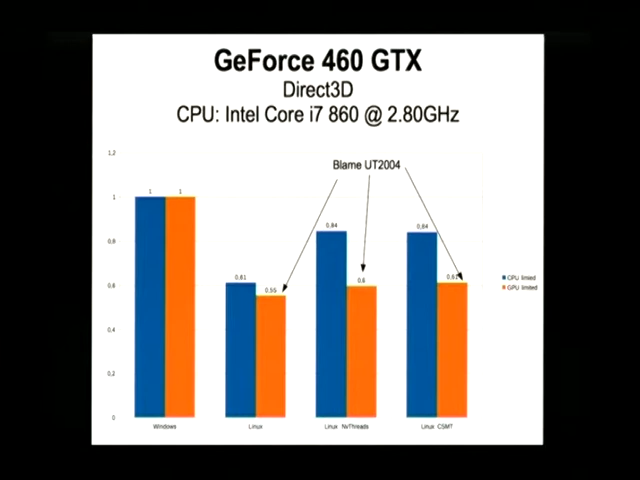 GeForce 460 GTX
Direct3D
CPU: Intel Core i7 860 @ 2.80GHz
Blame UT2004
1,2
1
0,8
0,6
0,4
0,2
0
1
1
0,61
0,55
0,84
0,6
0,84
0,61
CPU limited
GPU limited
Windows
Linux
Linux NvThreads
Linux CSMT